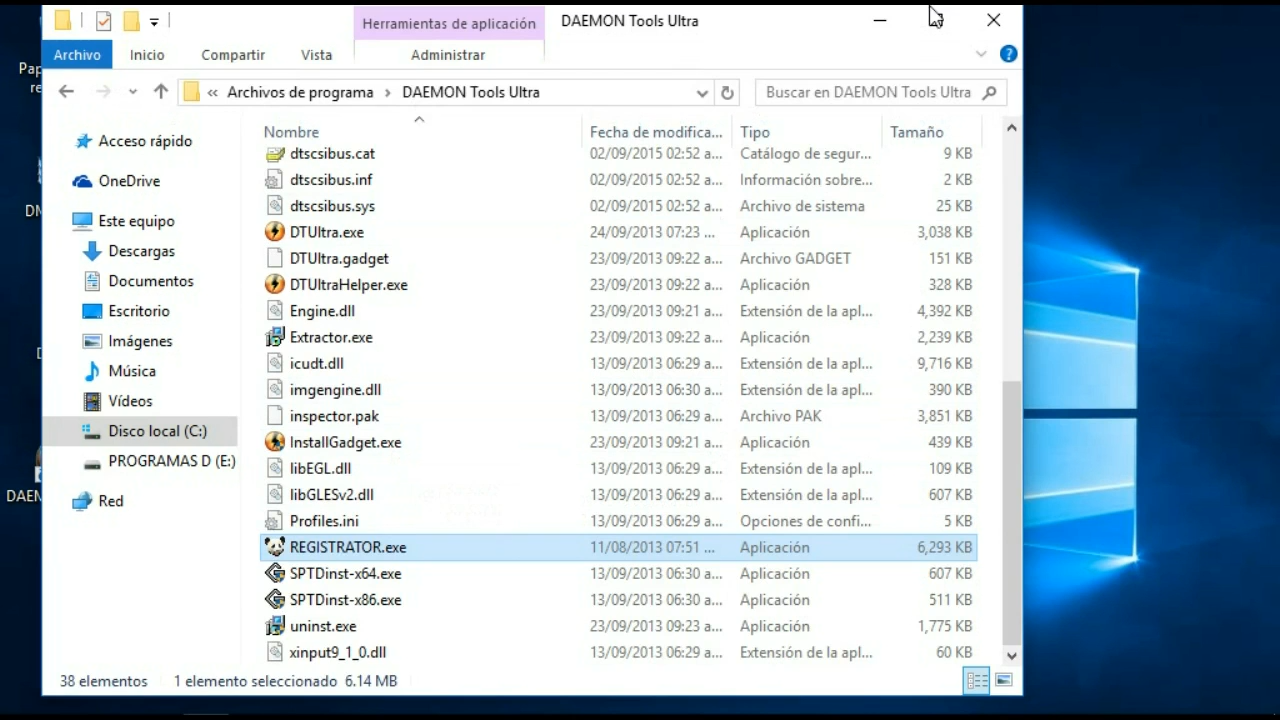 Herramientas de aplicación DAEMON Tools Ultra
Archivo Inicio Compartir Vista Administrar
« Archivos de programa › DAEMON Tools Ultra Buscar en DAEMON Tools Ultra
Acceso rápido
OneDrive
Este equipo
Descargas
Documentos
Escritorio
Imágenes
Música
Vídeos
Disco local (C:)
PROGRAMAS D (E:)
Red
Nombre Fecha de modifica... Tipo Tamaño
dtscsibus.cat 02/09/2015 02:52 a... Catálogo de segur... 9 KB
dtscsibus.inf 02/09/2015 02:52 a... Información sobre... 2 KB
dtscsibus.sys 02/09/2015 02:52 a... Archivo de sistema 25 KB
DTUltra.exe 24/09/2013 07:23 ... Aplicación 3,038 KB
DTUltra.gadget 23/09/2013 09:22 a... Archivo GADGET 151 KB
DTUltraHelper.exe 23/09/2013 09:22 a... Aplicación 328 KB
Engine.dll 23/09/2013 09:21 a... Extensión de la apl... 4,392 KB
Extractor.exe 23/09/2013 09:22 a... Aplicación 2,239 KB
icudt.dll 13/09/2013 06:29 a... Extensión de la apl... 9,716 KB
imgengine.dll 13/09/2013 06:30 a... Extensión de la apl... 390 KB
inspector.pak 13/09/2013 06:29 a... Archivo PAK 3,851 KB
InstallGadget.exe 23/09/2013 09:21 a... Aplicación 439 KB
libEGL.dll 13/09/2013 06:29 a... Extensión de la apl... 109 KB
libGLESv2.dll 13/09/2013 06:29 a... Extensión de la apl... 607 KB
Profiles.ini 13/09/2013 06:29 a... Opciones de confi... 5 KB
REGISTRATOR.exe 11/08/2013 07:51 ... Aplicación 6,293 KB
SPTDinst-x64.exe 13/09/2013 06:30 a... Aplicación 607 KB
SPTDinst-x86.exe 13/09/2013 06:30 a... Aplicación 511 KB
uninst.exe 23/09/2013 09:23 a... Aplicación 1,775 KB
xinput9_1_0.dll 13/09/2013 06:29 a... Extensión de la apl... 60 KB
38 elementos 1 elemento seleccionado 6.14 MB